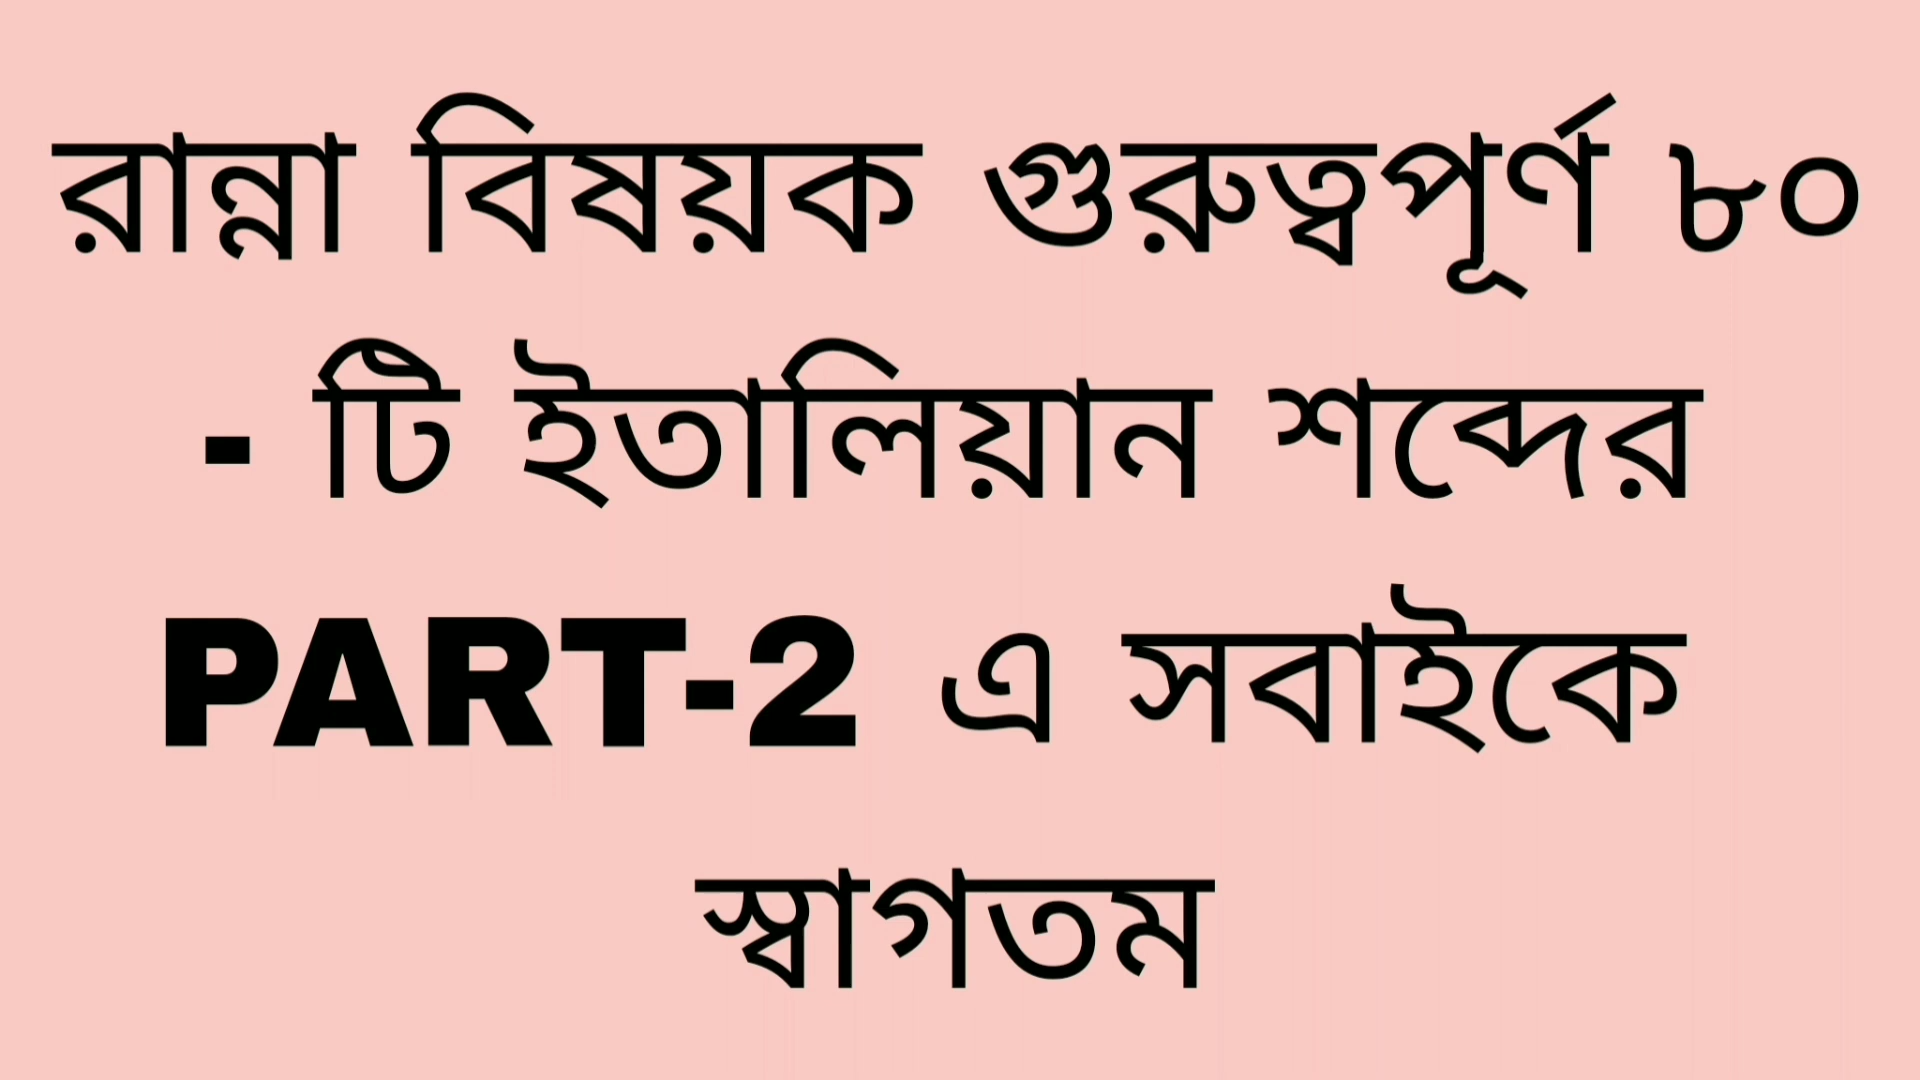 রান্না বিষয়ক গুরুত্বপূর্ণ ৮০
- টি ইতালিয়ান শব্দের
PART-2 এ সবাইকে
স্বাগতম